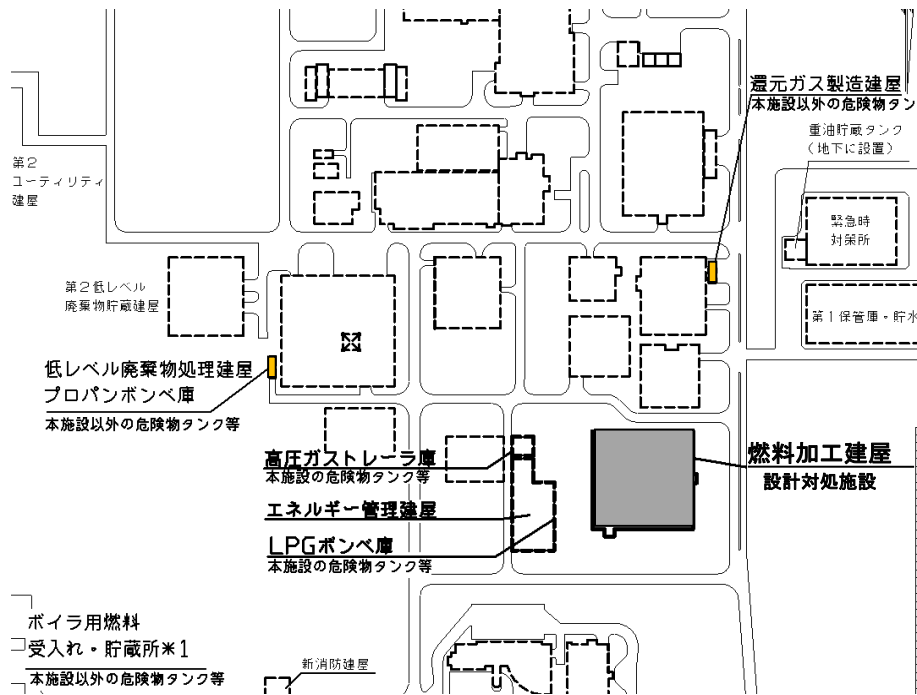 還元ガス製造建屋
本施設以外の危険物タン
重油貯蔵タンク
（地下に設置）
第2
ユーティリティ
建屋
緊急時
対策所
第2低レベル
廃棄物貯蔵建屋
第1保管庫・貯水
低レベル廃棄物処理建屋
プロパンボンベ庫
本施設以外の危険物タンク等
高圧ガストレーラ庫
本施設の危険物タンク等
燃料加工建屋
設計対処施設
エネルギー管理建屋
LPGボンベ庫
本施設の危険物タンク等
ボイラ用燃料
受入れ・貯蔵所*1
本施設以外の危険物タンク等
新消防建屋